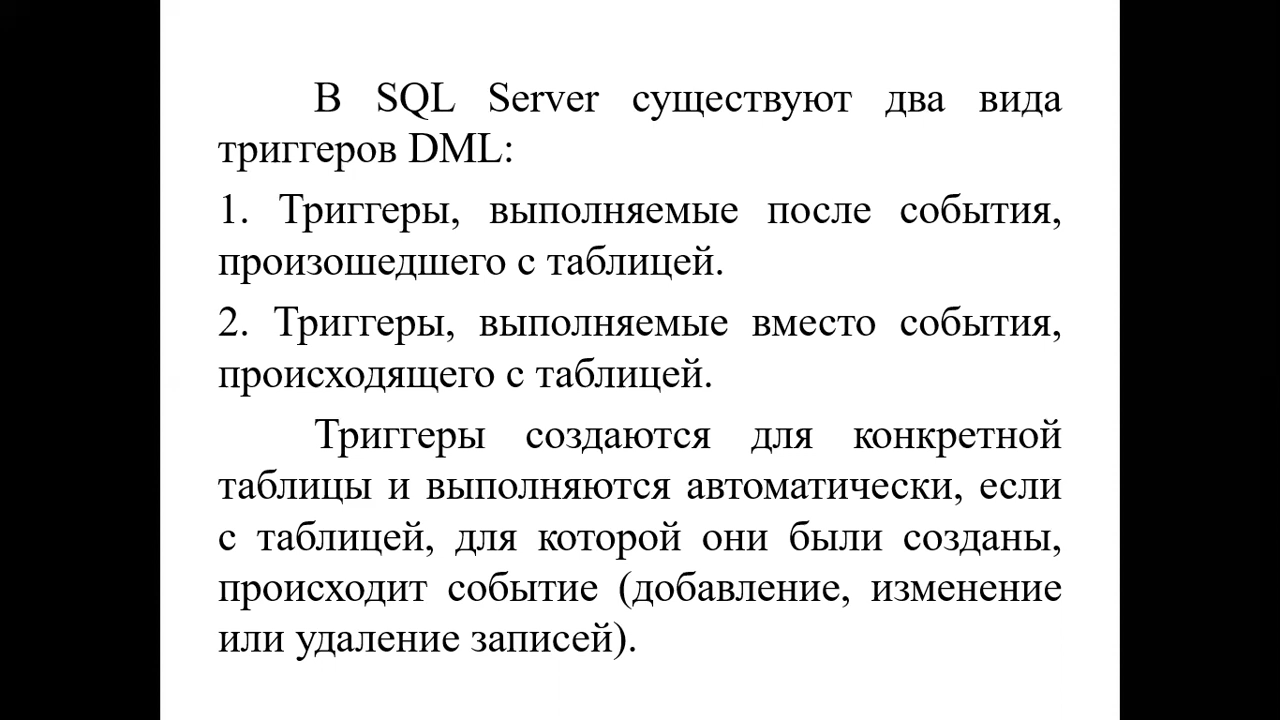 В SQL Server существуют два вида
триггеров DML:
1. Триггеры, выполняемые после события,
произошедшего с таблицей.
2. Триггеры, выполняемые вместо события,
происходящего с таблицей.
Триггеры создаются для конкретной
таблицы и выполняются автоматически, если
с таблицей, для которой они были созданы,
происходит событие (добавление, изменение
или удаление записей).